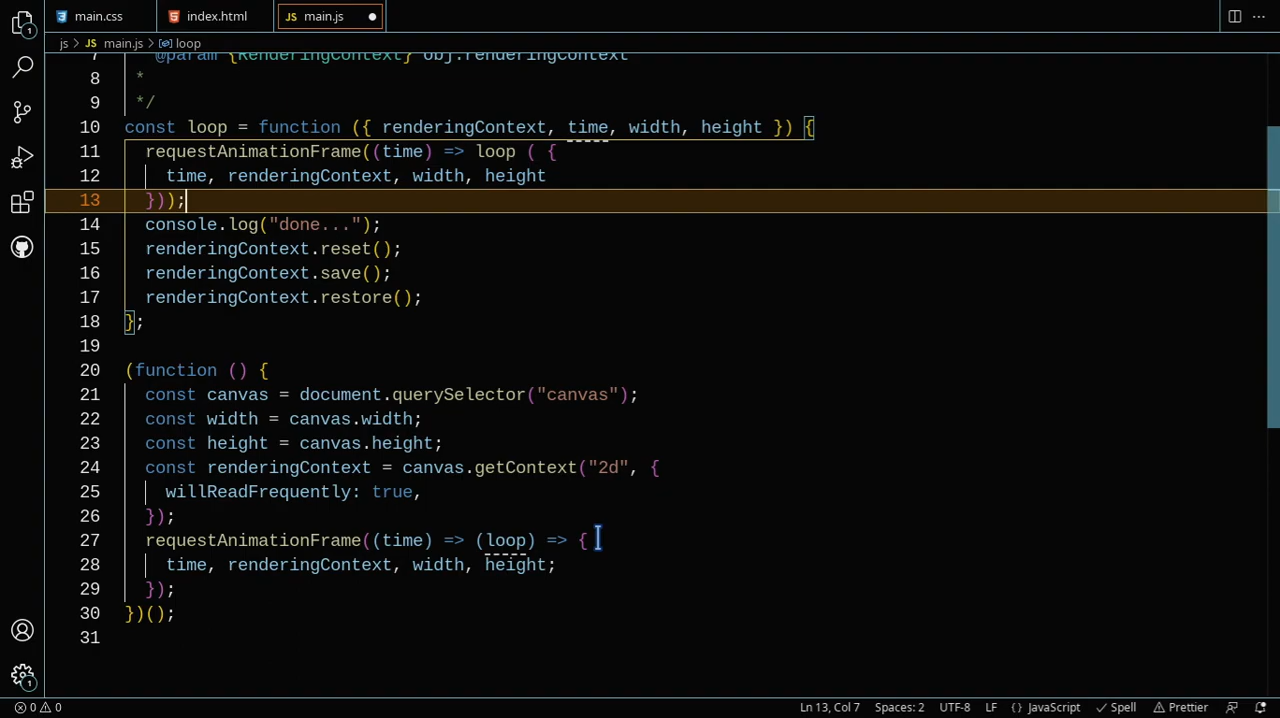 main.css index.html JS main.js
js JS main.js loop
7 @param {RenderingContext} obj.renderingContext
8 *
9 */
10 const loop = function ({ renderingContext, time, width, height }) {
11 requestAnimationFrame((time) => loop ( {
12 time, renderingContext, width, height
13 }));
14 console.log("done...");
15 renderingContext.reset();
16 renderingContext.save();
17 renderingContext.restore();
18 };
19
20 (function () {
21 const canvas = document.querySelector("canvas");
22 const width = canvas.width;
23 const height = canvas.height;
24 const renderingContext = canvas.getContext("2d", {
25 willReadFrequently: true,
26 });
27 requestAnimationFrame((time) => (loop) => {
28 time, renderingContext, width, height;
29 });
30 })();
31
1
1
0 0 Ln 13, Col 7 Spaces: 2 UTF-8 LF {} JavaScript Spell Prettier